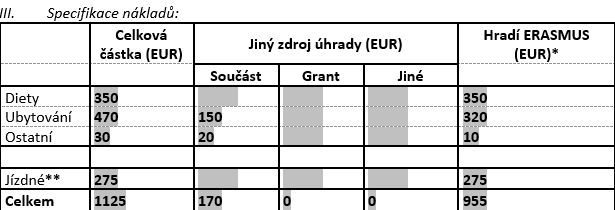 III. Specifikace nákladů:
Celková částka (EUR) Jiný zdroj úhrady (EUR) Hradí ERASMUS (EUR)*
Součást Grant Jiné
Diety 350 350
Ubytování 470 150 320
Ostatní 30 20 10
Jízdné** 275 275
Celkem 1125 170 0 0 955